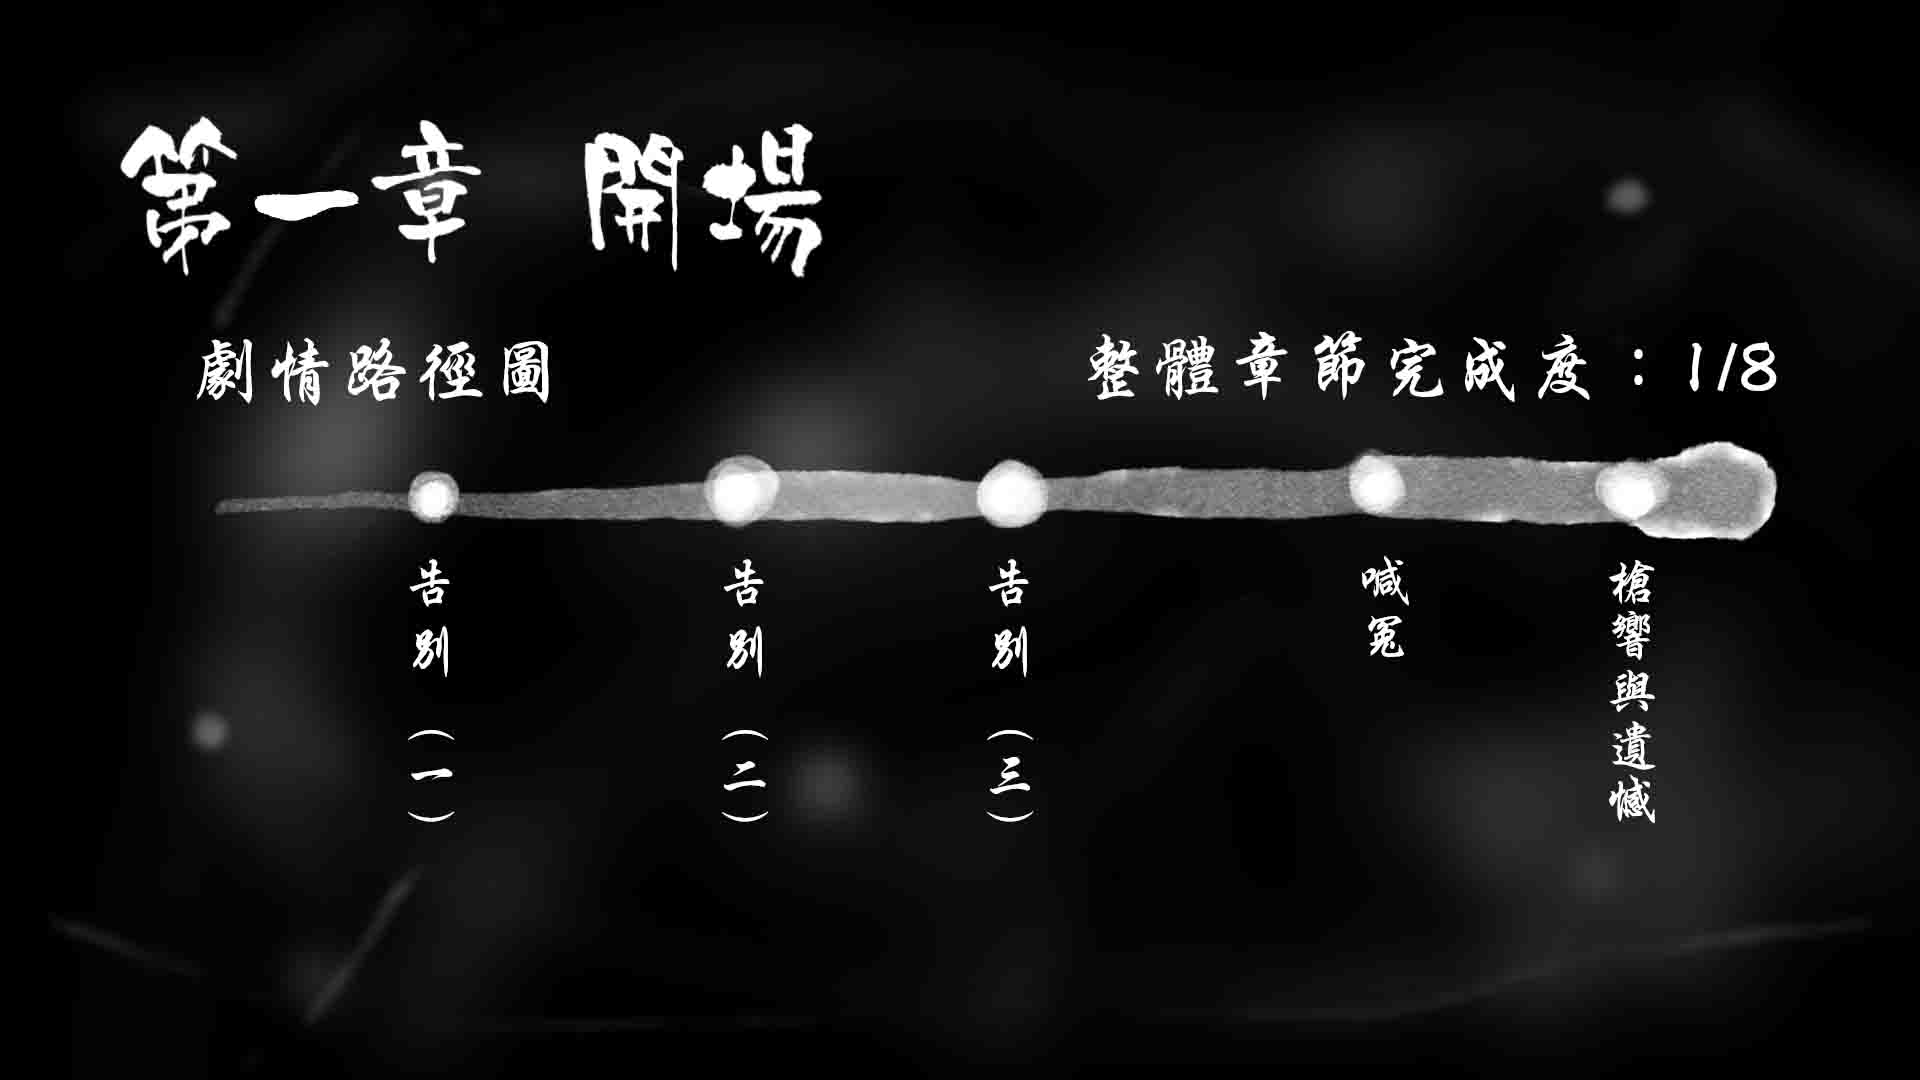 第一章 開場
劇情路徑圖
整體章節完成度：1/8
告別（一）
告別（二）
告別（三）
喊冤
槍響與遺憾